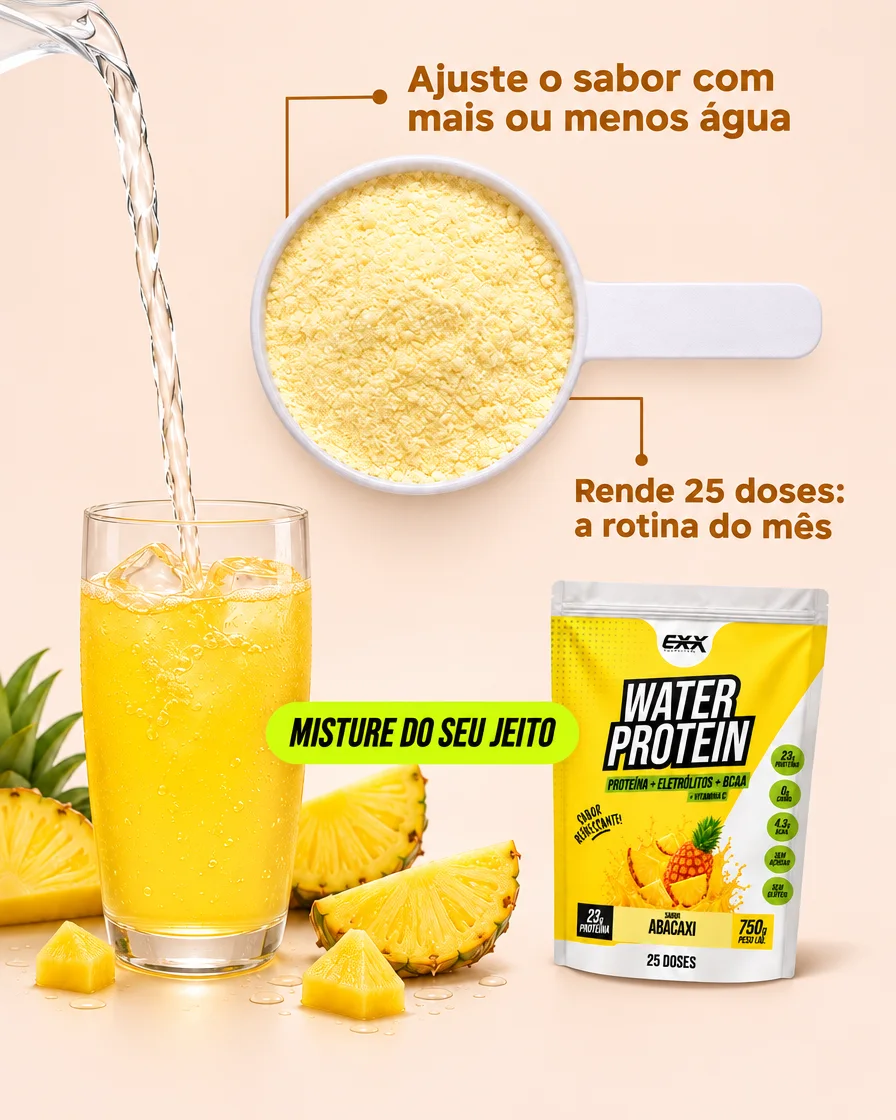 Ajuste o sabor com
mais ou menos água
Rende 25 doses:
a rotina do mês
MISTURE DO SEU JEITO
EXX
WATER
PROTEIN
PROTEÍNA + ELETRÓLITOS + BCAA
+ VITAMINA C
SABOR
REFRESCANTE!
23g
PROTEÍNA
0g
4.3g
BCAA
SEM
AÇÚCAR
SEM
GLÚTEN
23g
PROTEÍNA
SABOR
ABACAXI
750g
PESO LÍQ.
25 DOSES